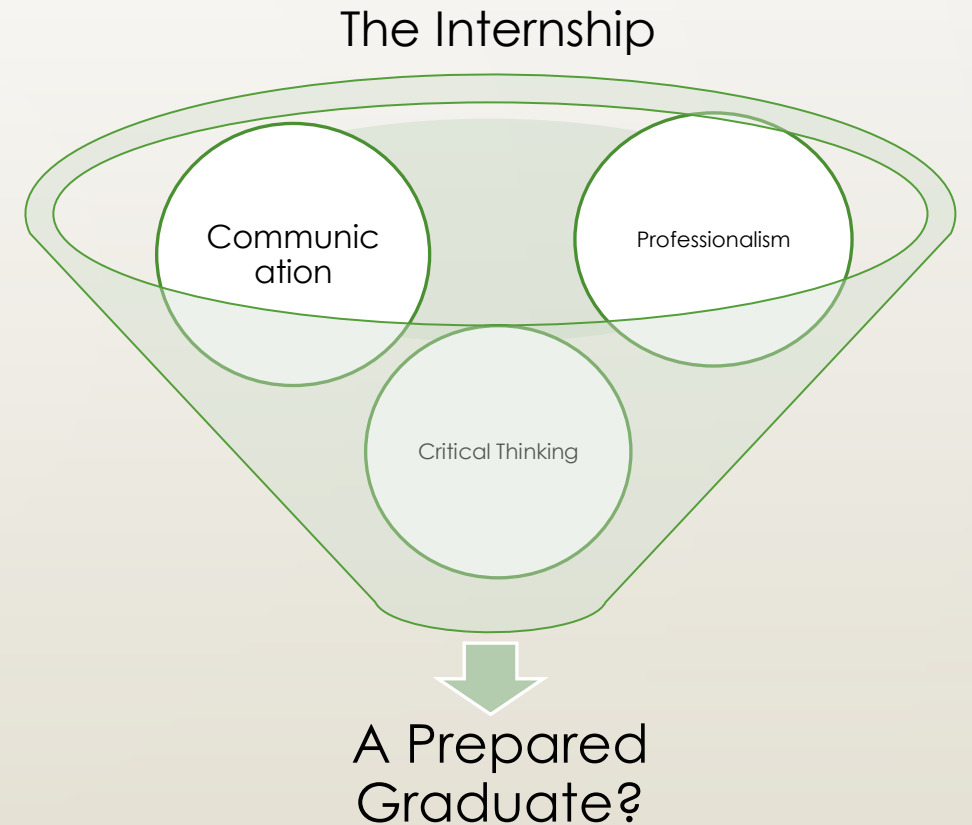 The Internship
Communic
ation
Professionalism
Critical Thinking
A Prepared
Graduate?